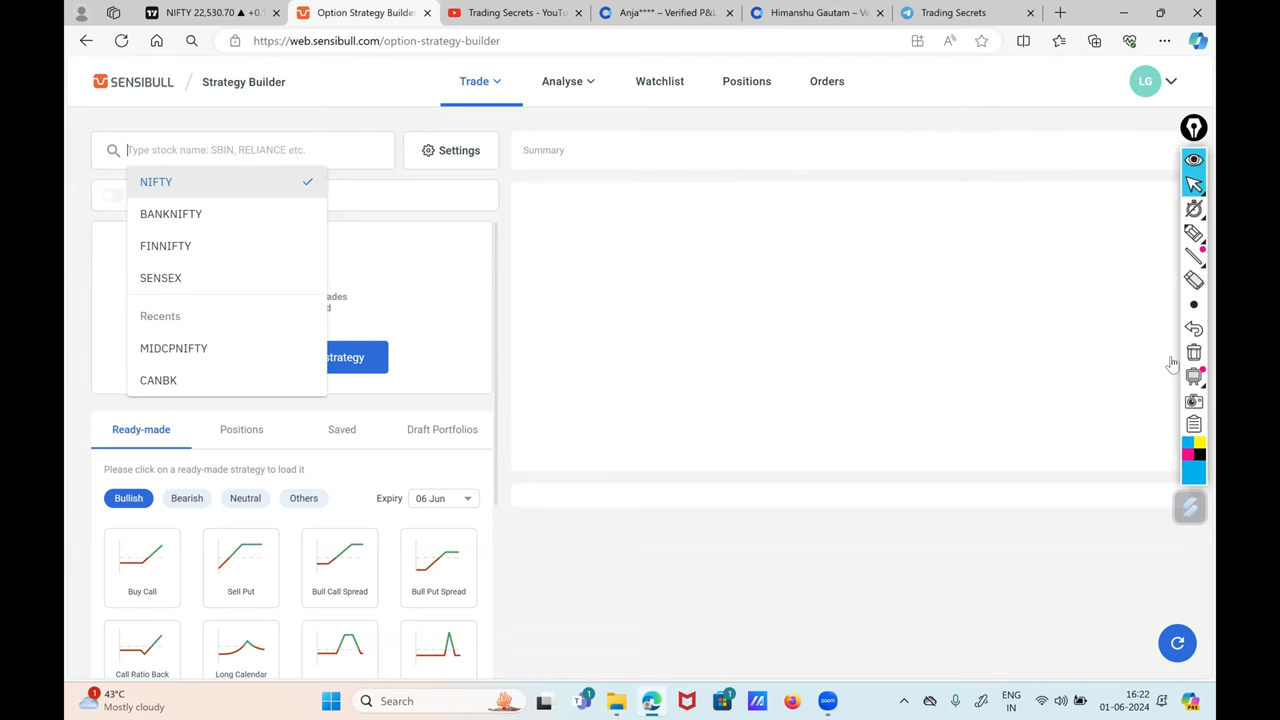 NIFTY 22,530.70 ▲ +0.1
Option Strategy Builder
Trading Secrets - YouTu
Anja**** – Verified P&L
Himanshu Gautam – Ve
Trading Secrets
https://web.sensibull.com/option-strategy-builder
SENSIBULL / Strategy Builder
Trade
Analyse
Watchlist
Positions
Orders
LG
Type stock name: SBIN, RELIANCE etc.
Settings
Summary
NIFTY
BANKNIFTY
FINNIFTY
SENSEX
Recents
MIDCPNIFTY
CANBK
ades
d
strategy
Ready-made
Positions
Saved
Draft Portfolios
Please click on a ready-made strategy to load it
Bullish
Bearish
Neutral
Others
Expiry
06 Jun
Buy Call
Sell Put
Bull Call Spread
Bull Put Spread
Call Ratio Back
Long Calendar
1
43°C
Mostly cloudy
Search
1
1
ENG
IN
16:22
01-06-2024